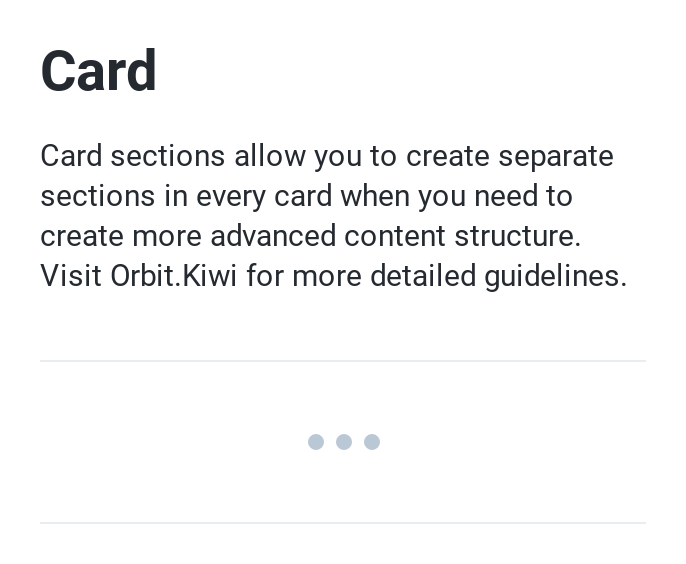 Card
Card sections allow you to create separate
sections in every card when you need to
create more advanced content structure.
Visit Orbit.Kiwi for more detailed guidelines.